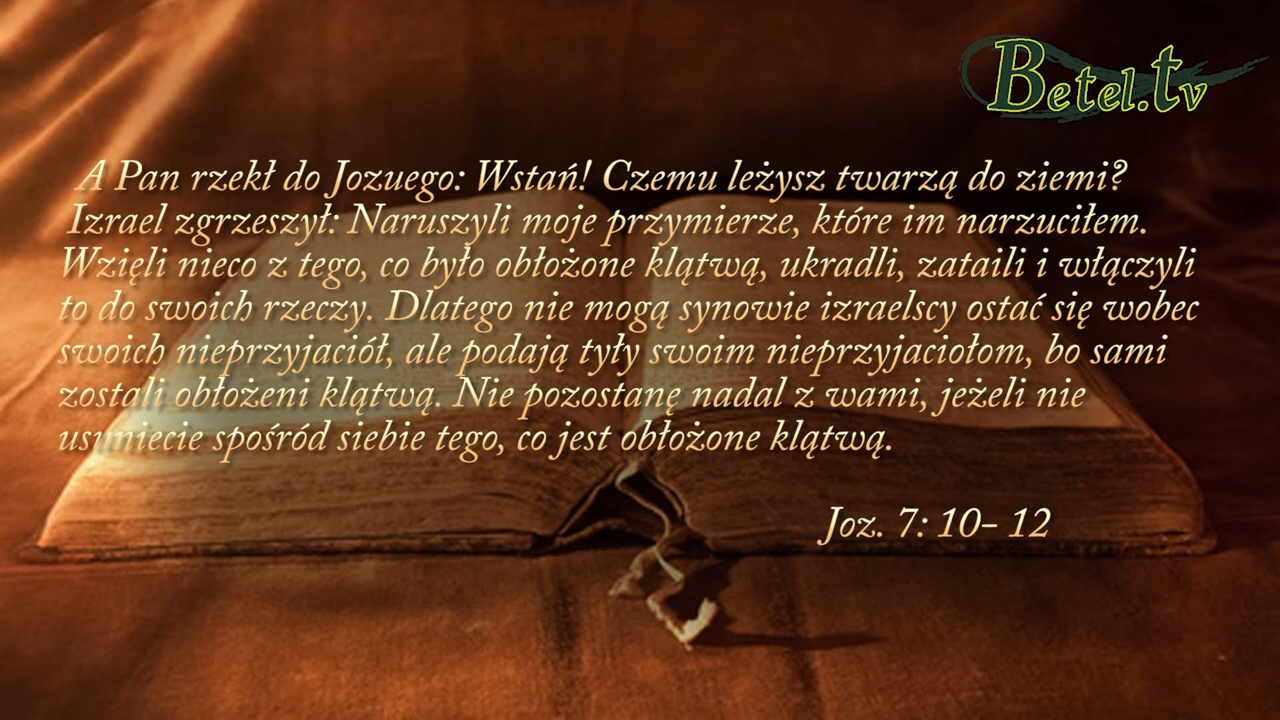 Betel.tv
A Pan rzekł do Jozuego: Wstań! Czemu leżysz twarzą do ziemi?
Izrael zgrzeszył: Naruszyli moje przymierze, które im narzuciłem.
Wzięli nieco z tego, co było obłożone klątwą, ukradli, zataili i włączyli
to do swoich rzeczy. Dlatego nie mogą synowie izraelscy ostać się wobec
swoich nieprzyjaciół, ale podają tyły swoim nieprzyjaciołom, bo sami
zostali obłożeni klątwą. Nie pozostanę nadal z wami, jeżeli nie
usuniecie spośród siebie tego, co jest obłożone klątwą.
Joz. 7: 10- 12